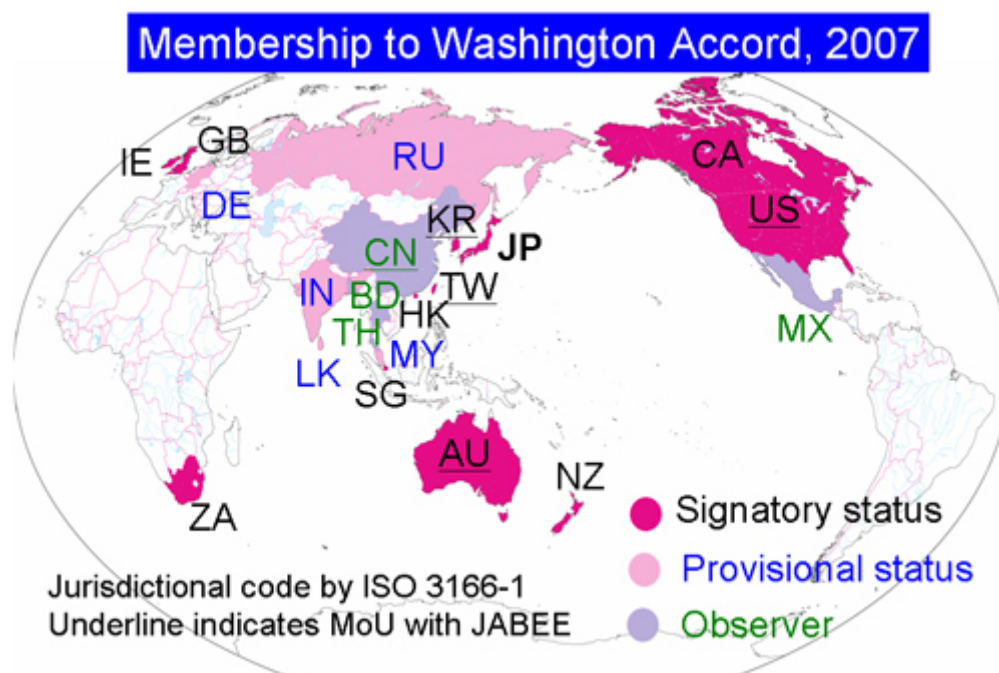 Membership to Washington Accord, 2007
GB
IE
RU
CA
DE
US
KR
CN
JP
IN
BD
TW
HK
TH
MY
MX
LK
SG
AU
NZ
ZA
Signatory status
Provisional status
Jurisdictional code by ISO 3166-1
Underline indicates MoU with JABEE
Observer